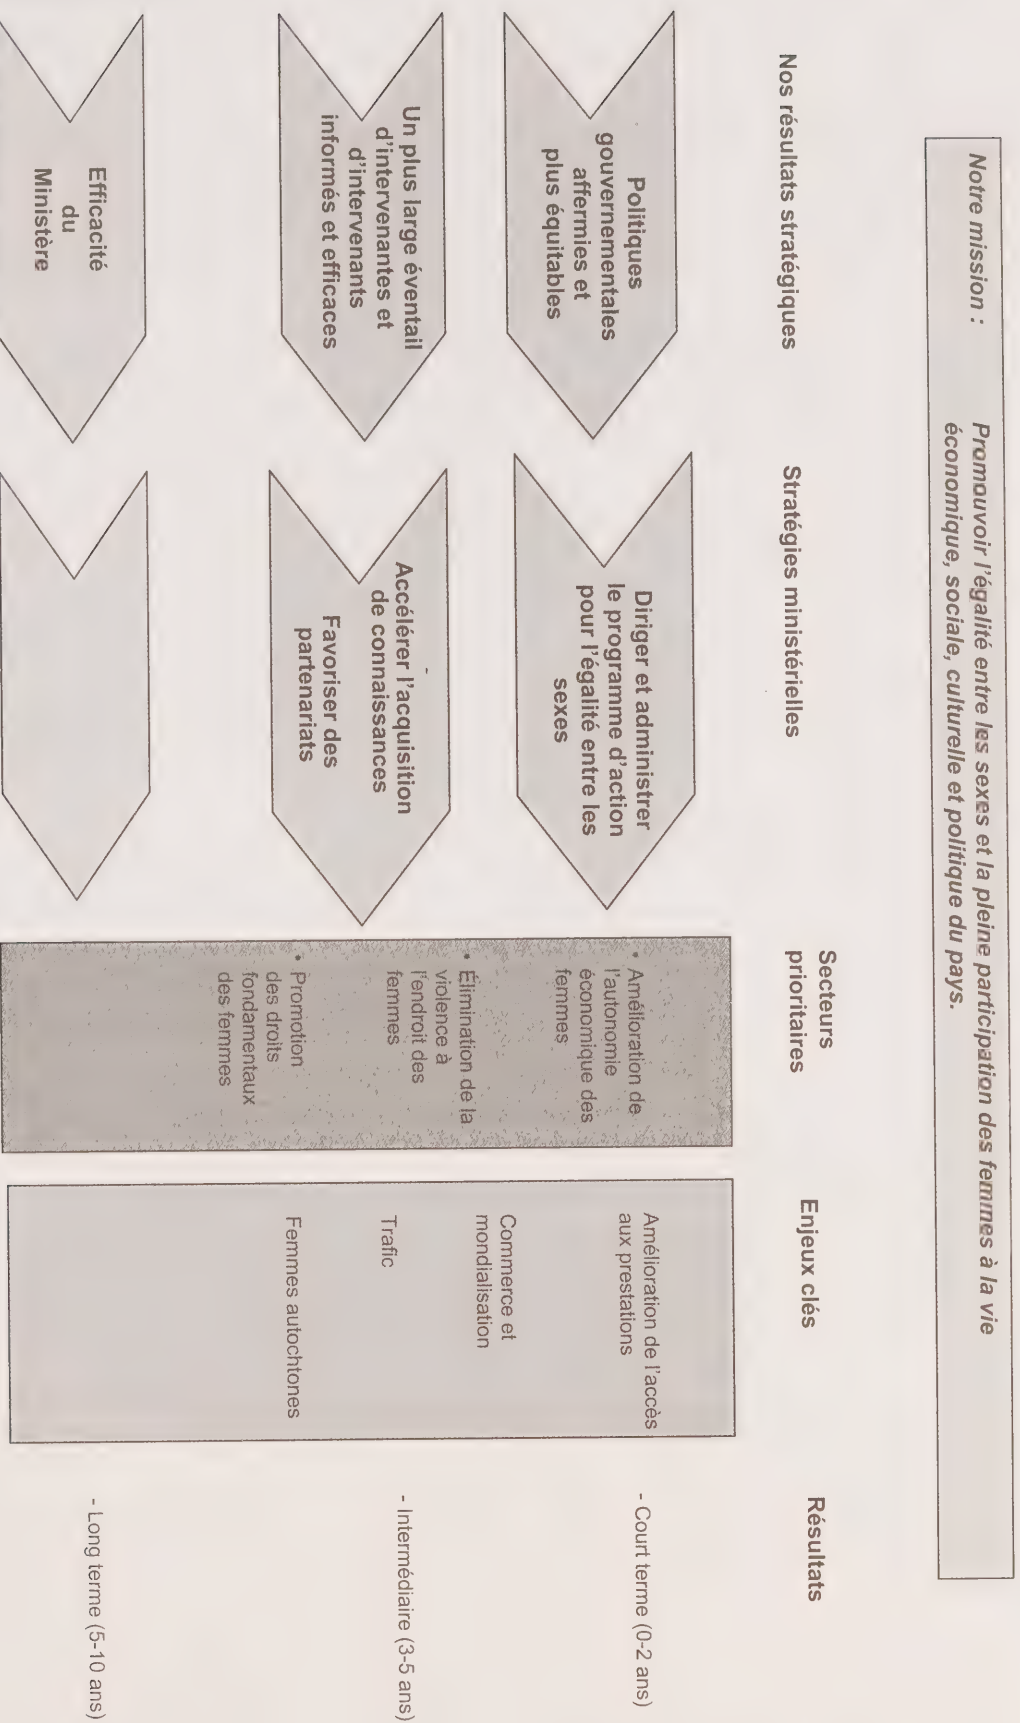 Notre mission :
Promouvoir l'égalité entre les sexes et la pleine participation des femmes à la vie
économique, sociale, culturelle et politique du pays.
Nos résultats stratégiques
Politiques
gouvernementales
affermies et
plus équitables
Un plus large éventail
d'intervenantes et
d'intervenants
informés et efficaces
Efficacité
du
Ministère
Stratégies ministérielles
Diriger et administrer
le programme d'action
pour l'égalité entre les
sexes
Accélérer l'acquisition
de connaissances
Favoriser des
partenariats
Secteurs
prioritaires
• Amélioration de
l'autonomie
économique des
femmes
• Élimination de la
violence à
l'endroit des
femmes
• Promotion
des droits
fondamentaux
des femmes
Enjeux clés
Amélioration de l'accès
aux prestations
Commerce et
mondialisation
Trafic
Femmes autochtones
Résultats
- Court terme (0-2 ans)
- Intermédiaire (3-5 ans)
- Long terme (5-10 ans)